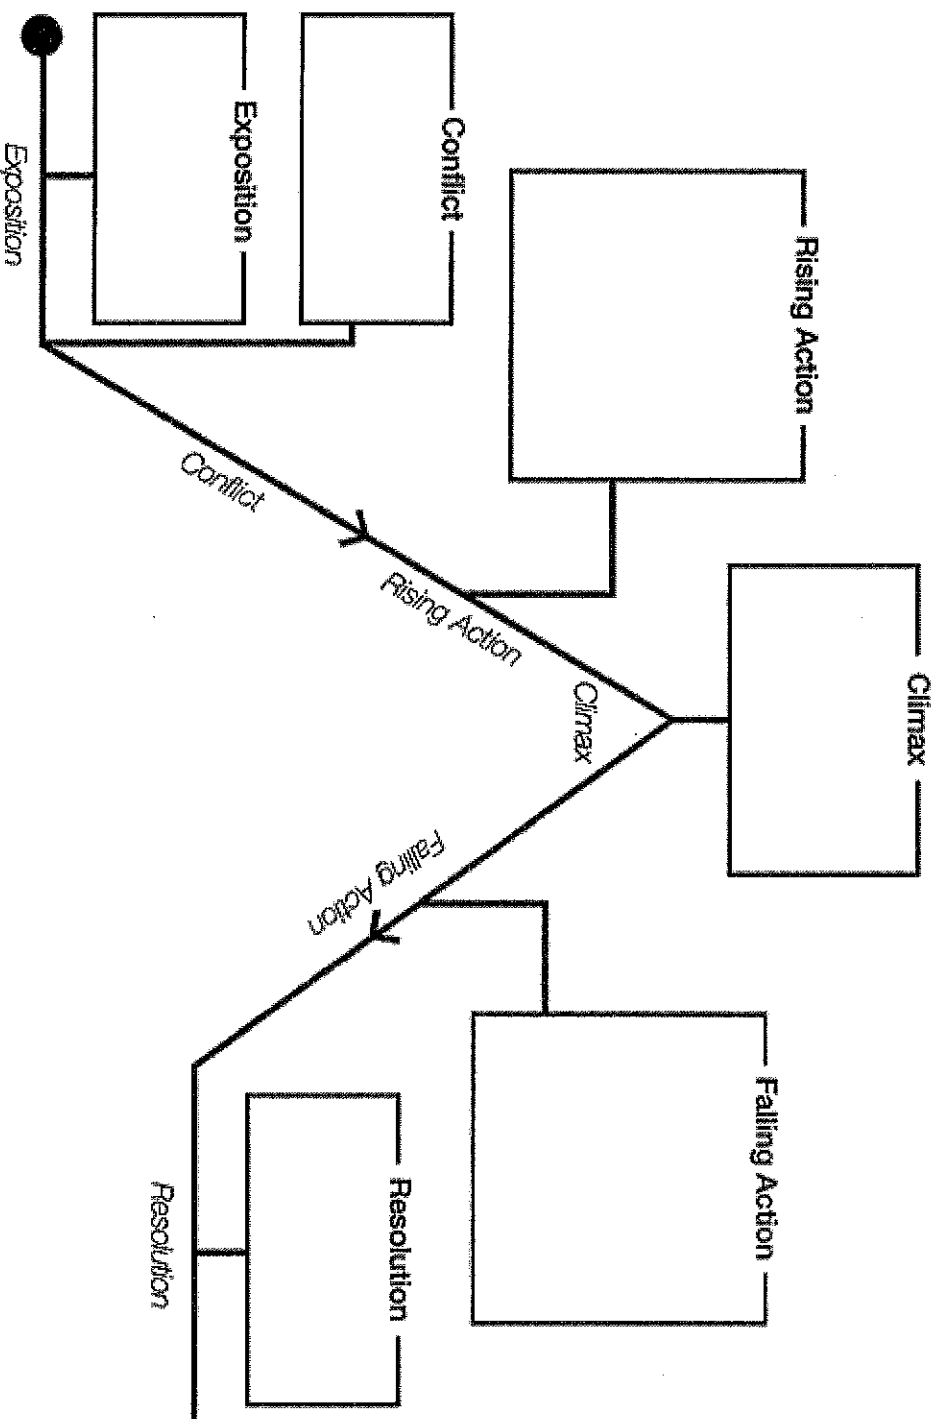 Climax
Rising Action
Falling Action
Conflict
Resolution
Exposition
Climax
Rising Action
Falling Action
Conflict
Resolution
Exposition